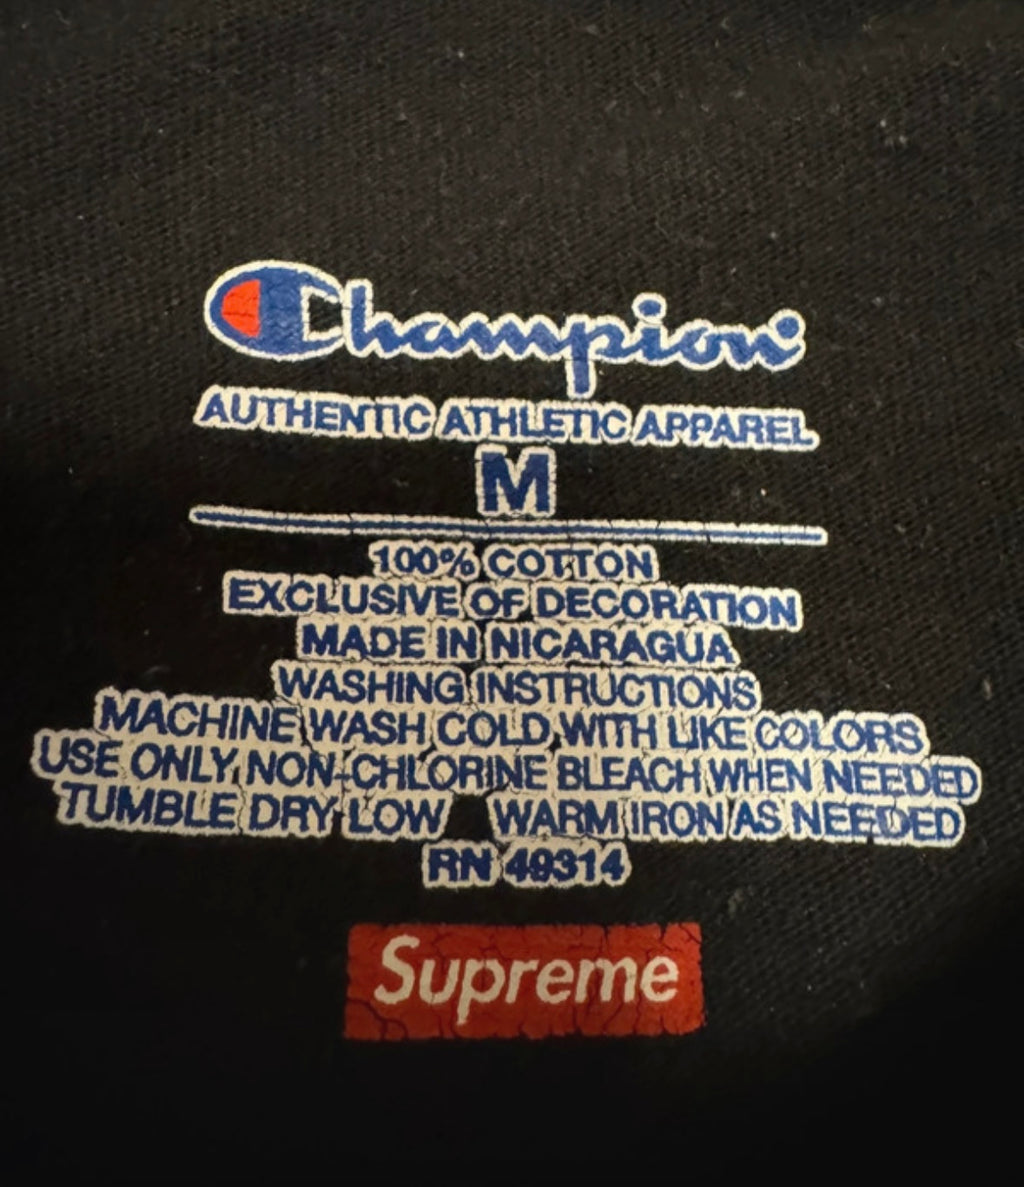 Champion
AUTHENTIC ATHLETIC APPAREL
M
100% COTTON
EXCLUSIVE OF DECORATION
MADE IN NICARAGUA
WASHING INSTRUCTIONS
MACHINE WASH COLD WITH LIKE COLORS
USE ONLY NON-CHLORINE BLEACH WHEN NEEDED
TUMBLE DRY LOW WARM IRON AS NEEDED
RN 49314
Supreme